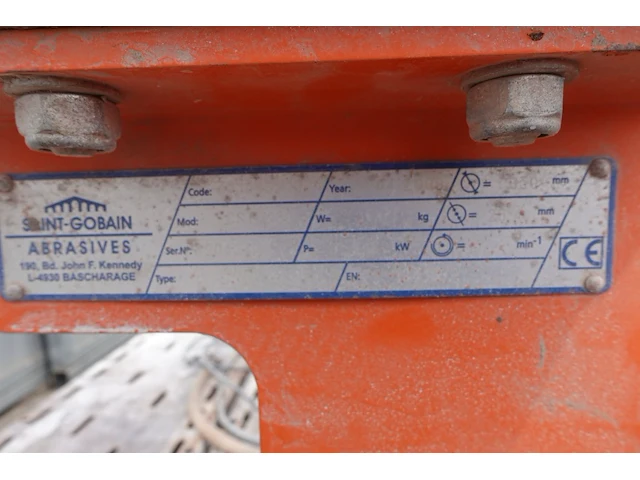 SAINT-GOBAIN
ABRASIVES
190, Bd. John F. Kennedy
L-4930 BASCHARAGE
Code:
Year:
= mm
Mod:
W= kg
= mm
Ser.N°:
P= kW
= min⁻¹
Type:
EN:
CE